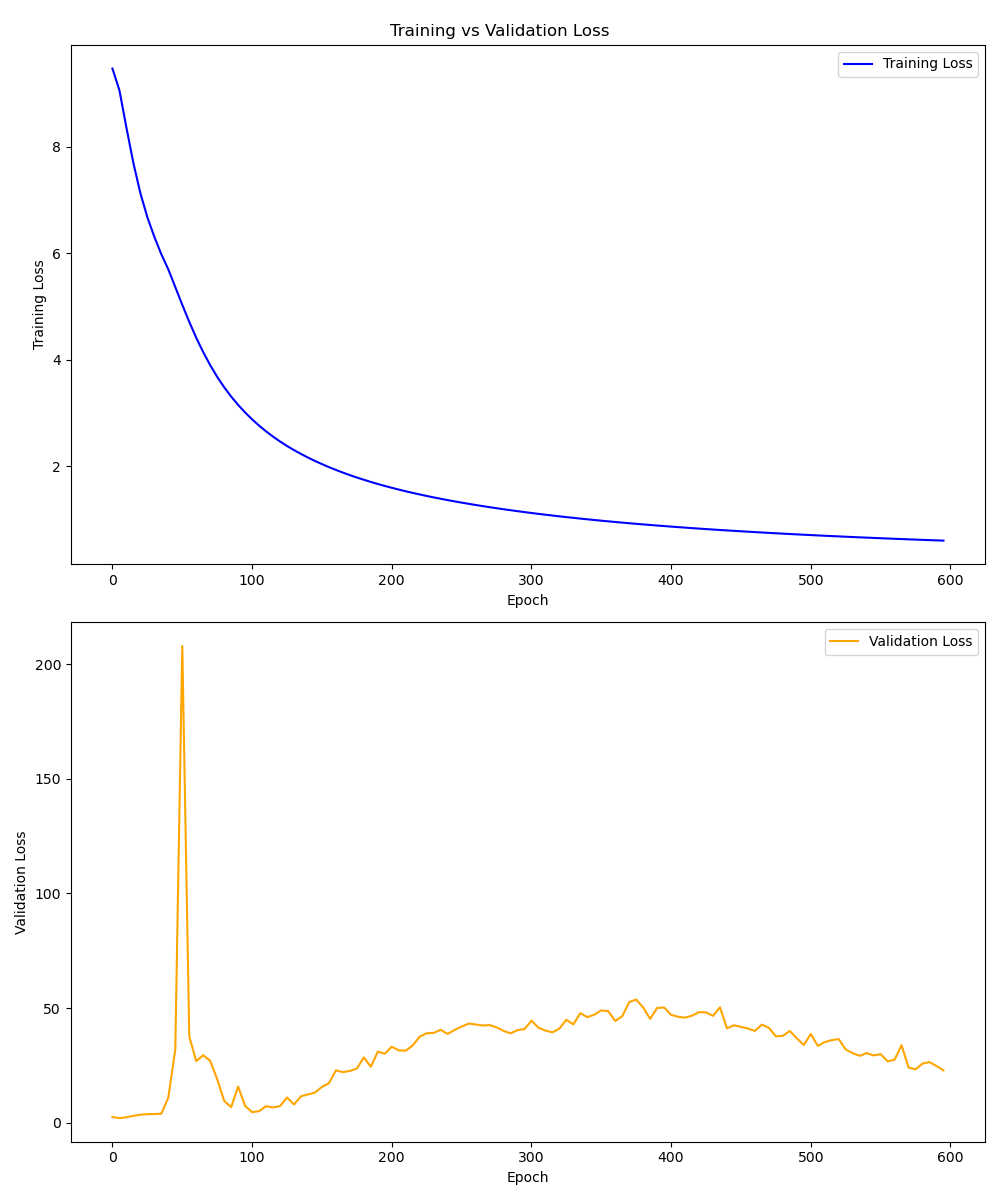 Training vs Validation Loss
Training Loss
8
6
4
2
Training Loss
0 100 200 300 400 500 600
Epoch
Validation Loss
200
150
100
50
0
Validation Loss
0 100 200 300 400 500 600
Epoch